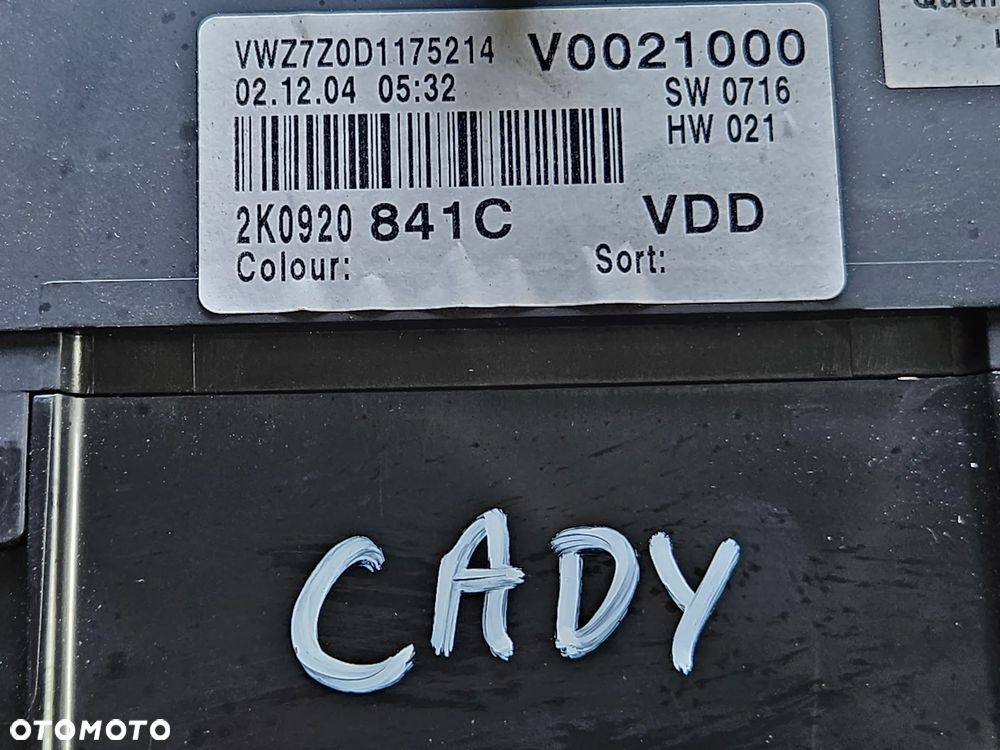 VWZ7Z0D1175214 V0021000
02.12.04 05:32 SW 0716
HW 021
2K0920 841C VDD
Colour: Sort:
CADY
OTOMOTO